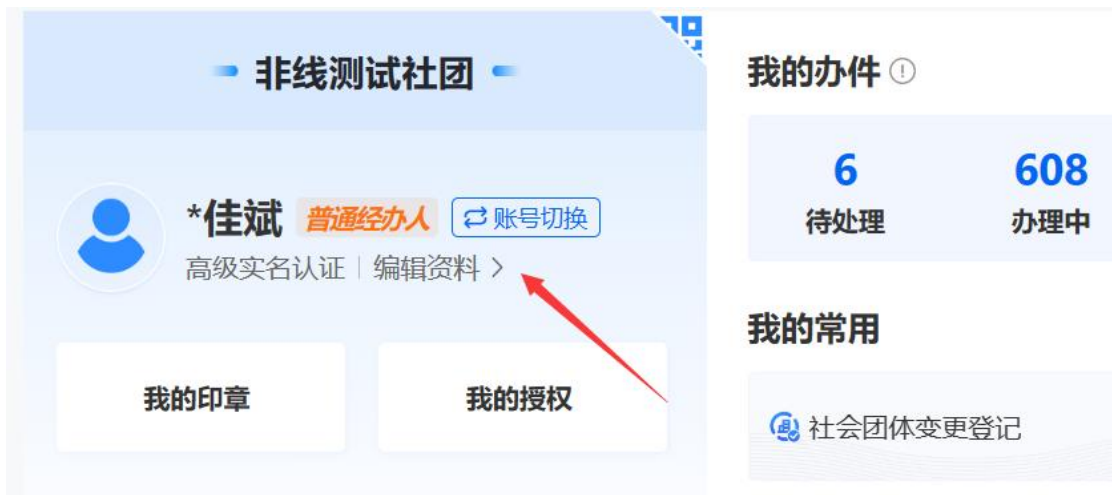 非线测试社团
*佳斌 普通经办人 账号切换
高级实名认证 | 编辑资料 >
我的印章 我的授权
我的办件
6 608
待处理 办理中
我的常用
社会团体变更登记